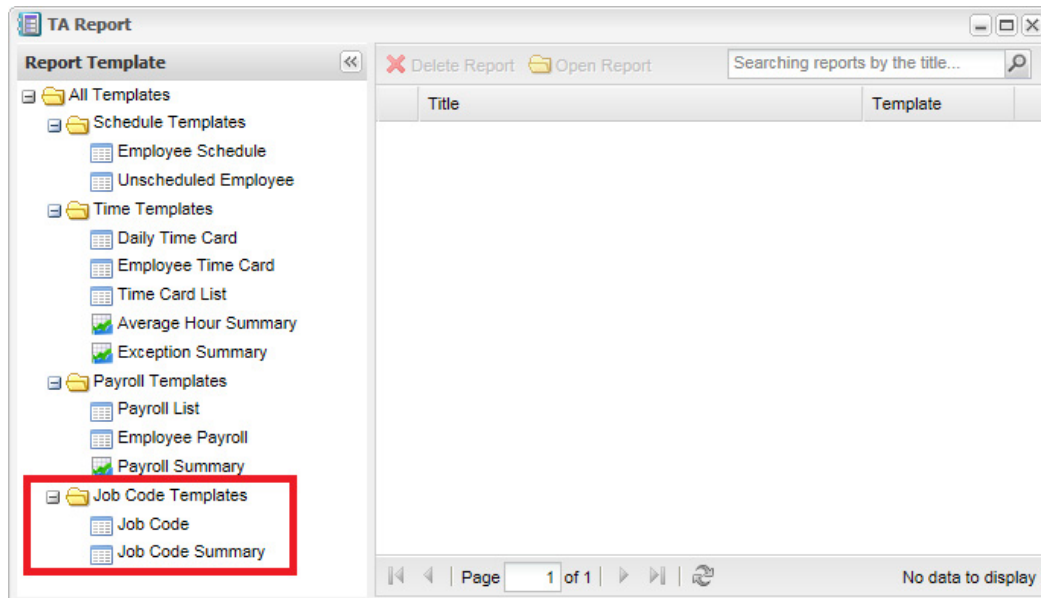 TA Report
Report Template
All Templates
Schedule Templates
Employee Schedule
Unscheduled Employee
Time Templates
Daily Time Card
Employee Time Card
Time Card List
Average Hour Summary
Exception Summary
Payroll Templates
Payroll List
Employee Payroll
Payroll Summary
Job Code Templates
Job Code
Job Code Summary
Delete Report Open Report Searching reports by the title...
Title Template
Page 1 of 1 No data to display